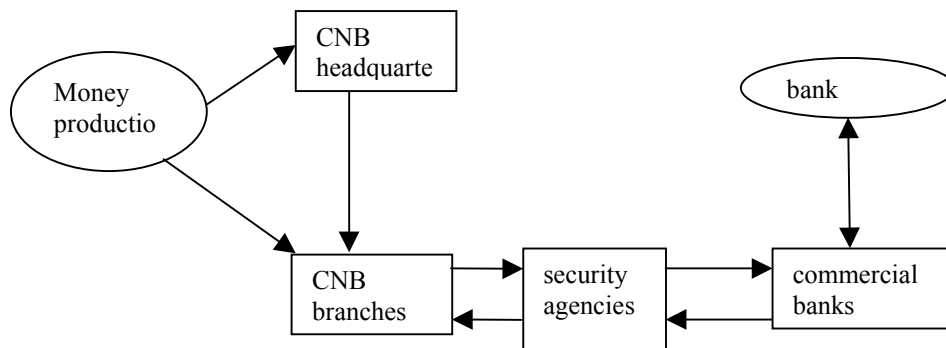 CNB
headquarte
Money
productio
bank
CNB
branches
security
agencies
commercial
banks